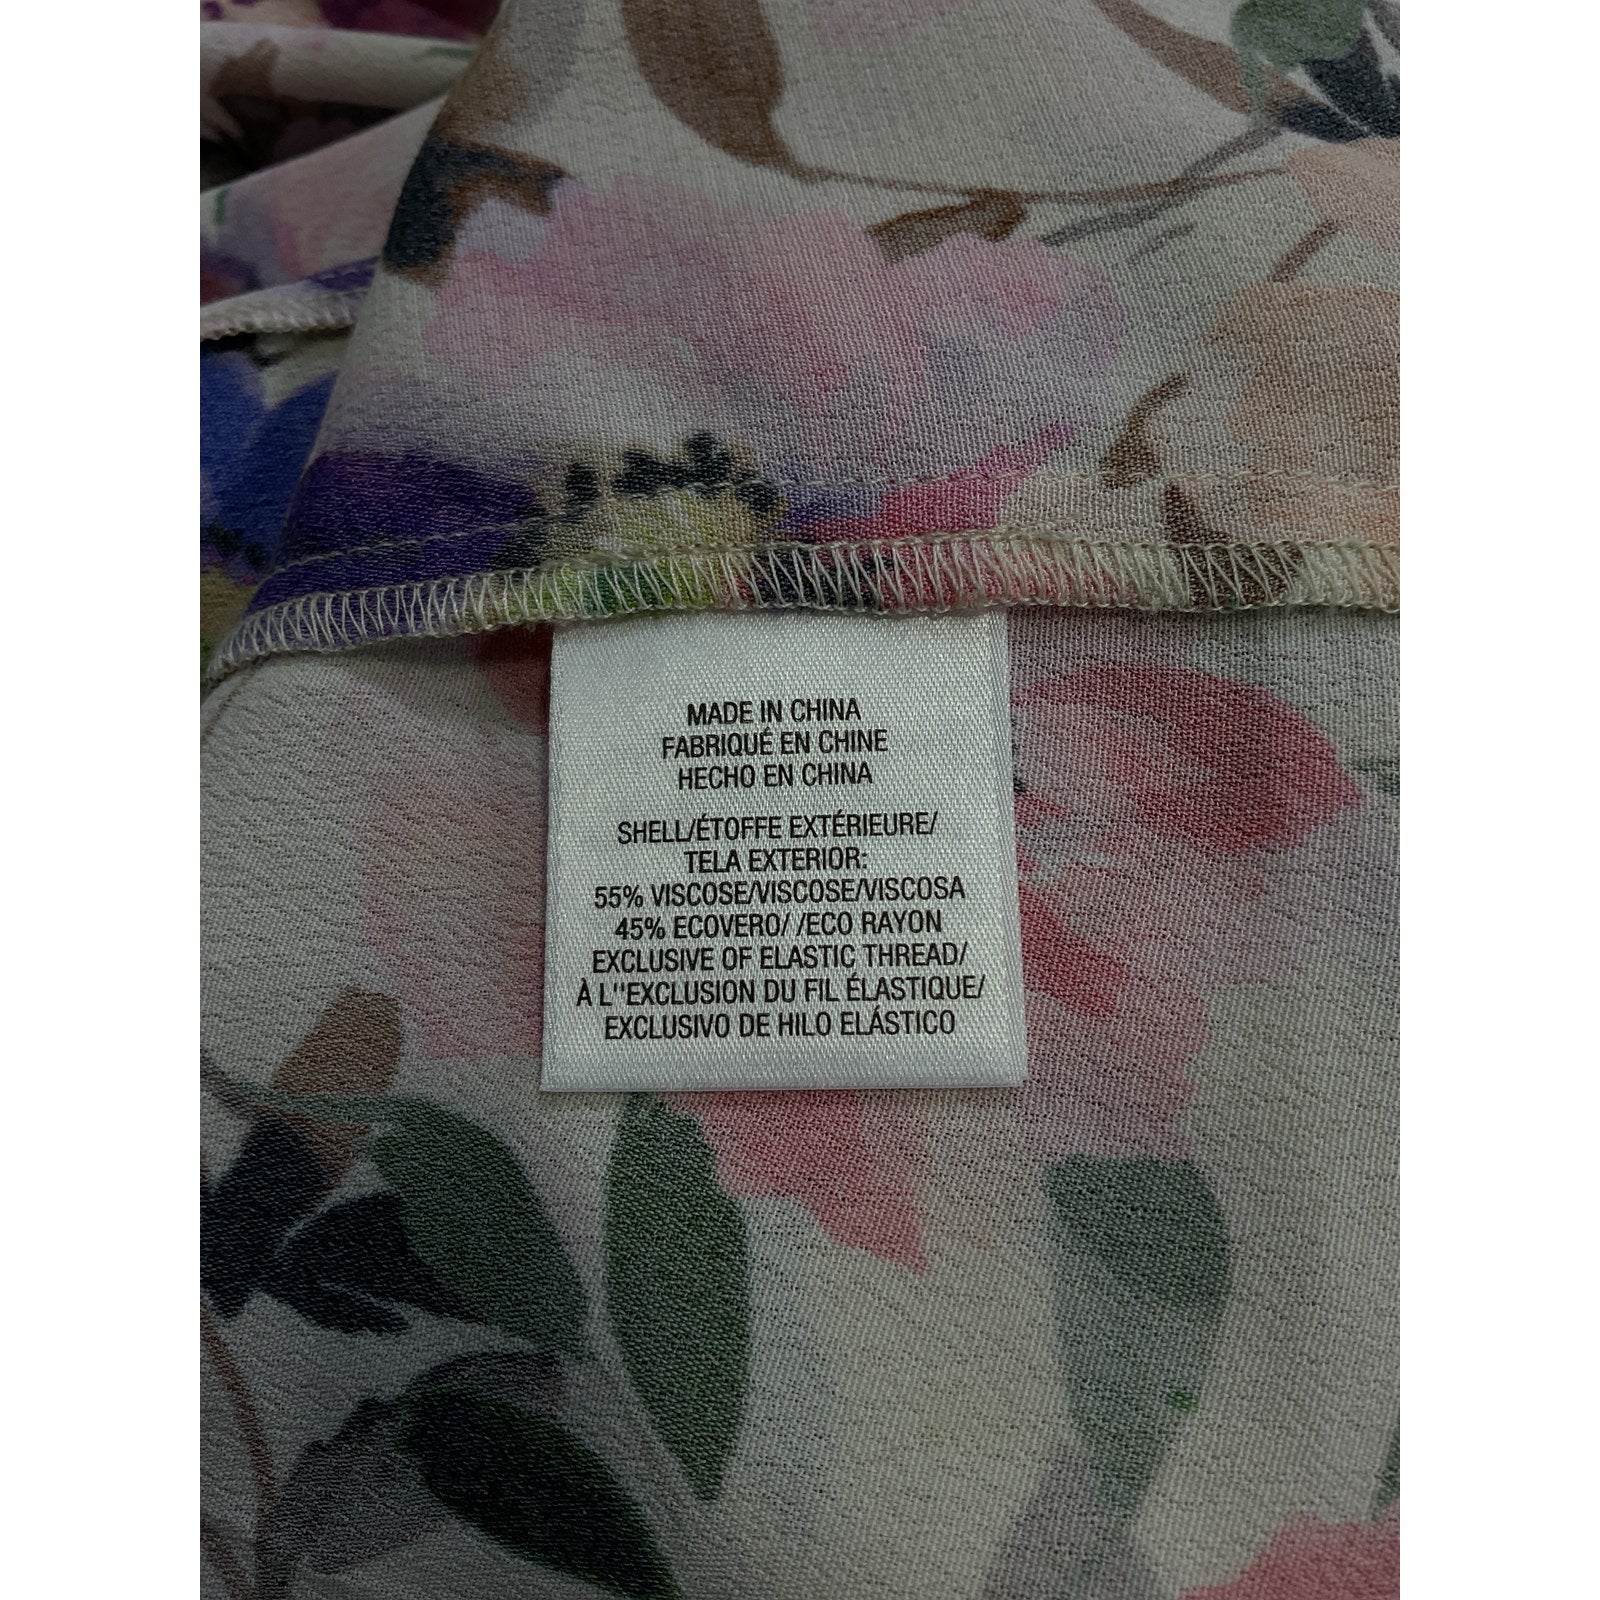 MADE IN CHINA
FABRIQUÉ EN CHINE
HECHO EN CHINA
SHELL/ÉTOFFE EXTÉRIEURE/
TELA EXTERIOR:
55% VISCOSE/VISCOSE/VISCOSA
45% ECOVERO/ /ECO RAYON
EXCLUSIVE OF ELASTIC THREAD/
À L''EXCLUSION DU FIL ÉLASTIQUE/
EXCLUSIVO DE HILO ELÁSTICO